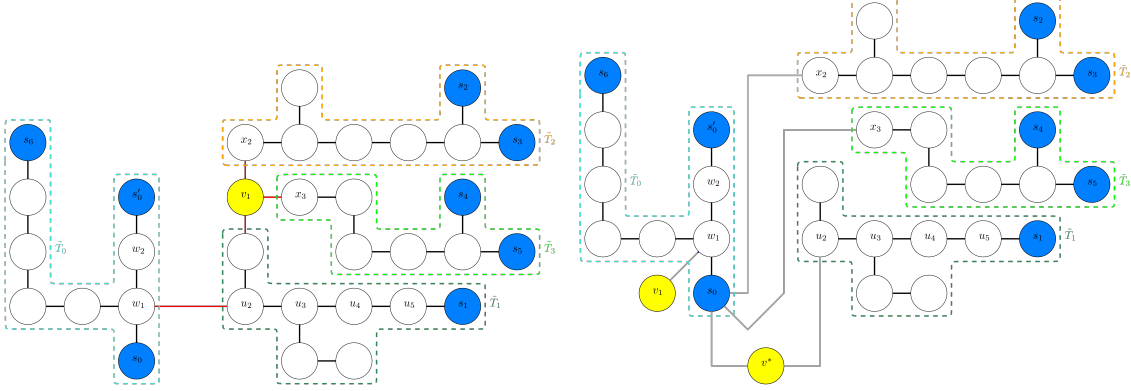 s₂
x₂ s₃ T̃₂
s₆
s₀′ v₁ x₃ s₄
T̃₀ w₂ s₅ T̃₃
w₁ u₂ u₃ u₄ u₅ s₁ T̃₁
s₀
s₂
s₆ x₂ s₃ T̃₂
s₀′ x₃ s₄
T̃₀ w₂ s₅ T̃₃
w₁ u₂ u₃ u₄ u₅ s₁ T̃₁
v₁ s₀
v*